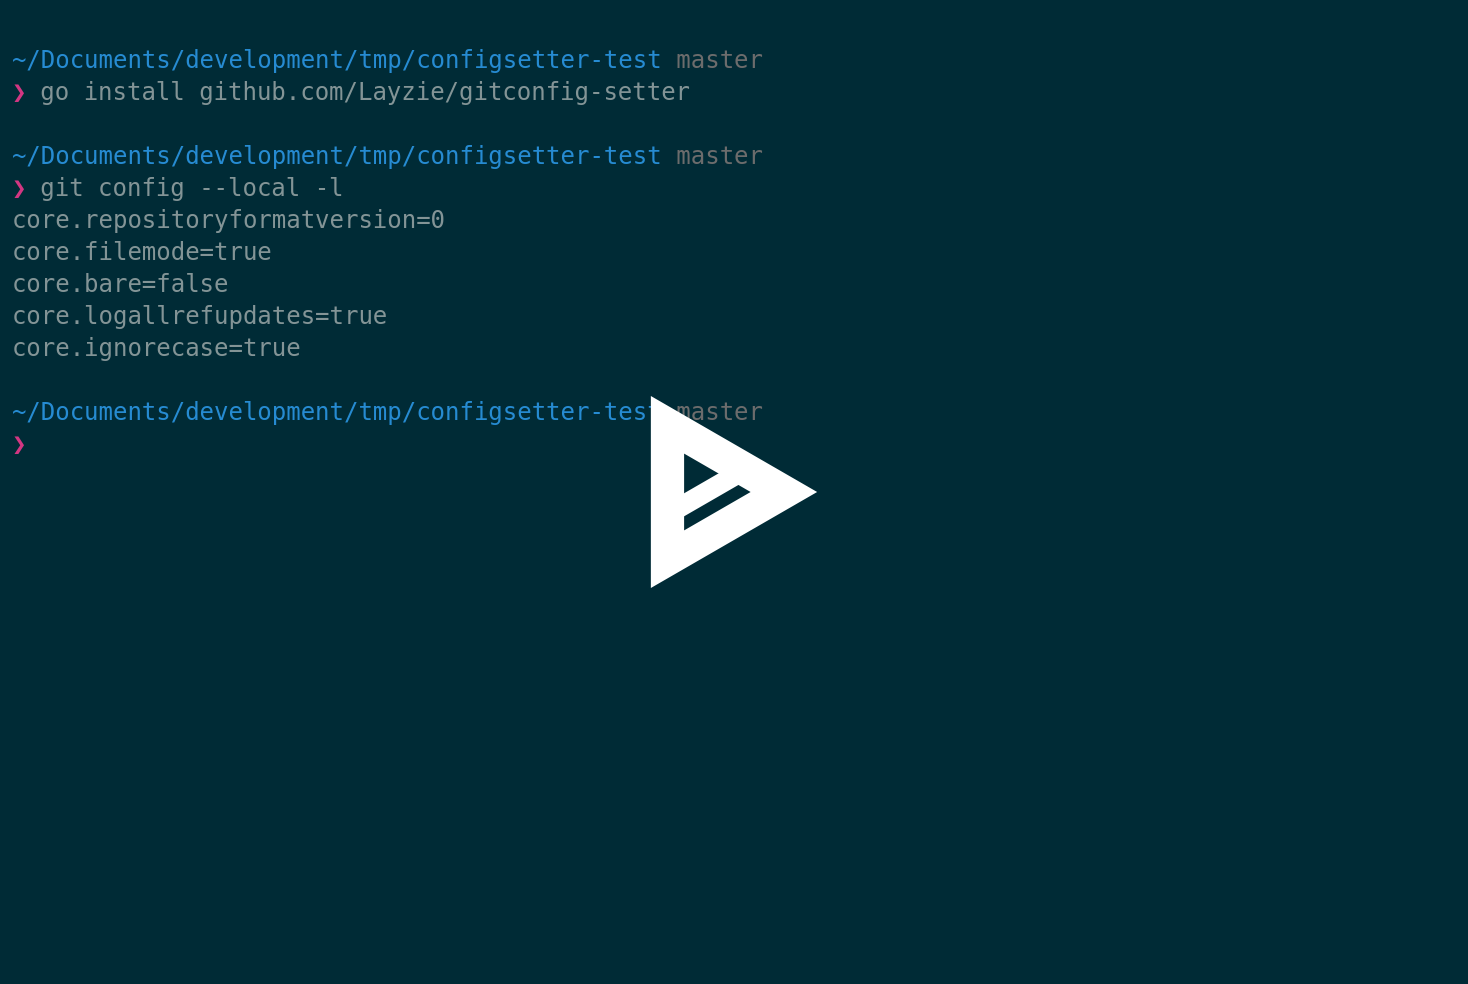 ~/Documents/development/tmp/configsetter-test master
❯ go install github.com/Layzie/gitconfig-setter
~/Documents/development/tmp/configsetter-test master
❯ git config --local -l
core.repositoryformatversion=0
core.filemode=true
core.bare=false
core.logallrefupdates=true
core.ignorecase=true
~/Documents/development/tmp/configsetter-test master
❯